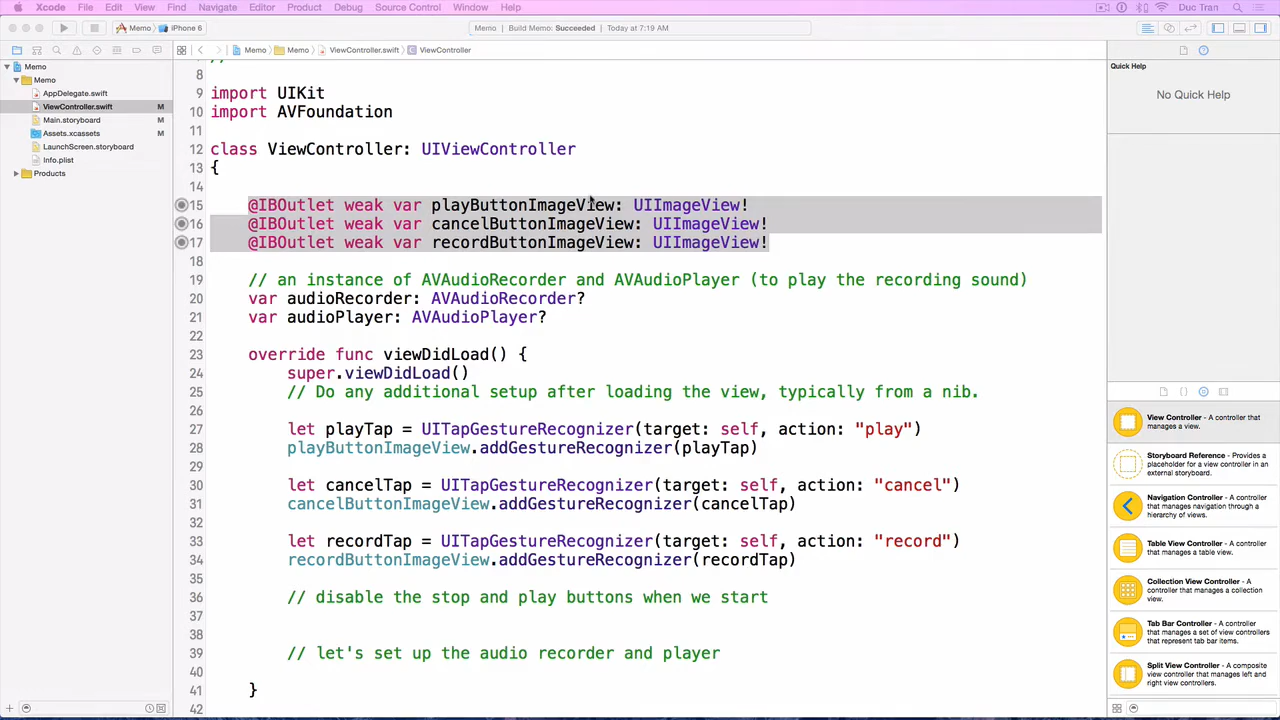 Xcode File Edit View Find Navigate Editor Product Debug Source Control Window Help Duc Tran
Memo iPhone 6 Memo Build Memo: Succeeded Today at 7:19 AM
Memo Memo ViewController.swift ViewController
Memo
Memo
AppDelegate.swift
ViewController.swift M
Main.storyboard M
Assets.xcassets M
LaunchScreen.storyboard
Info.plist
Products
8
9 import UIKit
10 import AVFoundation
11
12 class ViewController: UIViewController
13 {
14
15 @IBOutlet weak var playButtonImageView: UIImageView!
16 @IBOutlet weak var cancelButtonImageView: UIImageView!
17 @IBOutlet weak var recordButtonImageView: UIImageView!
18
19 // an instance of AVAudioRecorder and AVAudioPlayer (to play the recording sound)
20 var audioRecorder: AVAudioRecorder?
21 var audioPlayer: AVAudioPlayer?
22
23 override func viewDidLoad() {
24 super.viewDidLoad()
25 // Do any additional setup after loading the view, typically from a nib.
26
27 let playTap = UITapGestureRecognizer(target: self, action: "play")
28 playButtonImageView.addGestureRecognizer(playTap)
29
30 let cancelTap = UITapGestureRecognizer(target: self, action: "cancel")
31 cancelButtonImageView.addGestureRecognizer(cancelTap)
32
33 let recordTap = UITapGestureRecognizer(target: self, action: "record")
34 recordButtonImageView.addGestureRecognizer(recordTap)
35
36 // disable the stop and play buttons when we start
37
38
39 // let's set up the audio recorder and player
40
41 }
42
Quick Help
No Quick Help
View Controller - A controller that
manages a view.
Storyboard Reference - Provides a
placeholder for a view controller in an
external storyboard.
Navigation Controller - A controller
that manages navigation through a
hierarchy of views.
Table View Controller - A controller
that manages a table view.
Collection View Controller - A
controller that manages a collection
view.
Tab Bar Controller - A controller
that manages a set of view controllers
that represent tab bar items.
Split View Controller - A composite
view controller that manages left and
right view controllers.